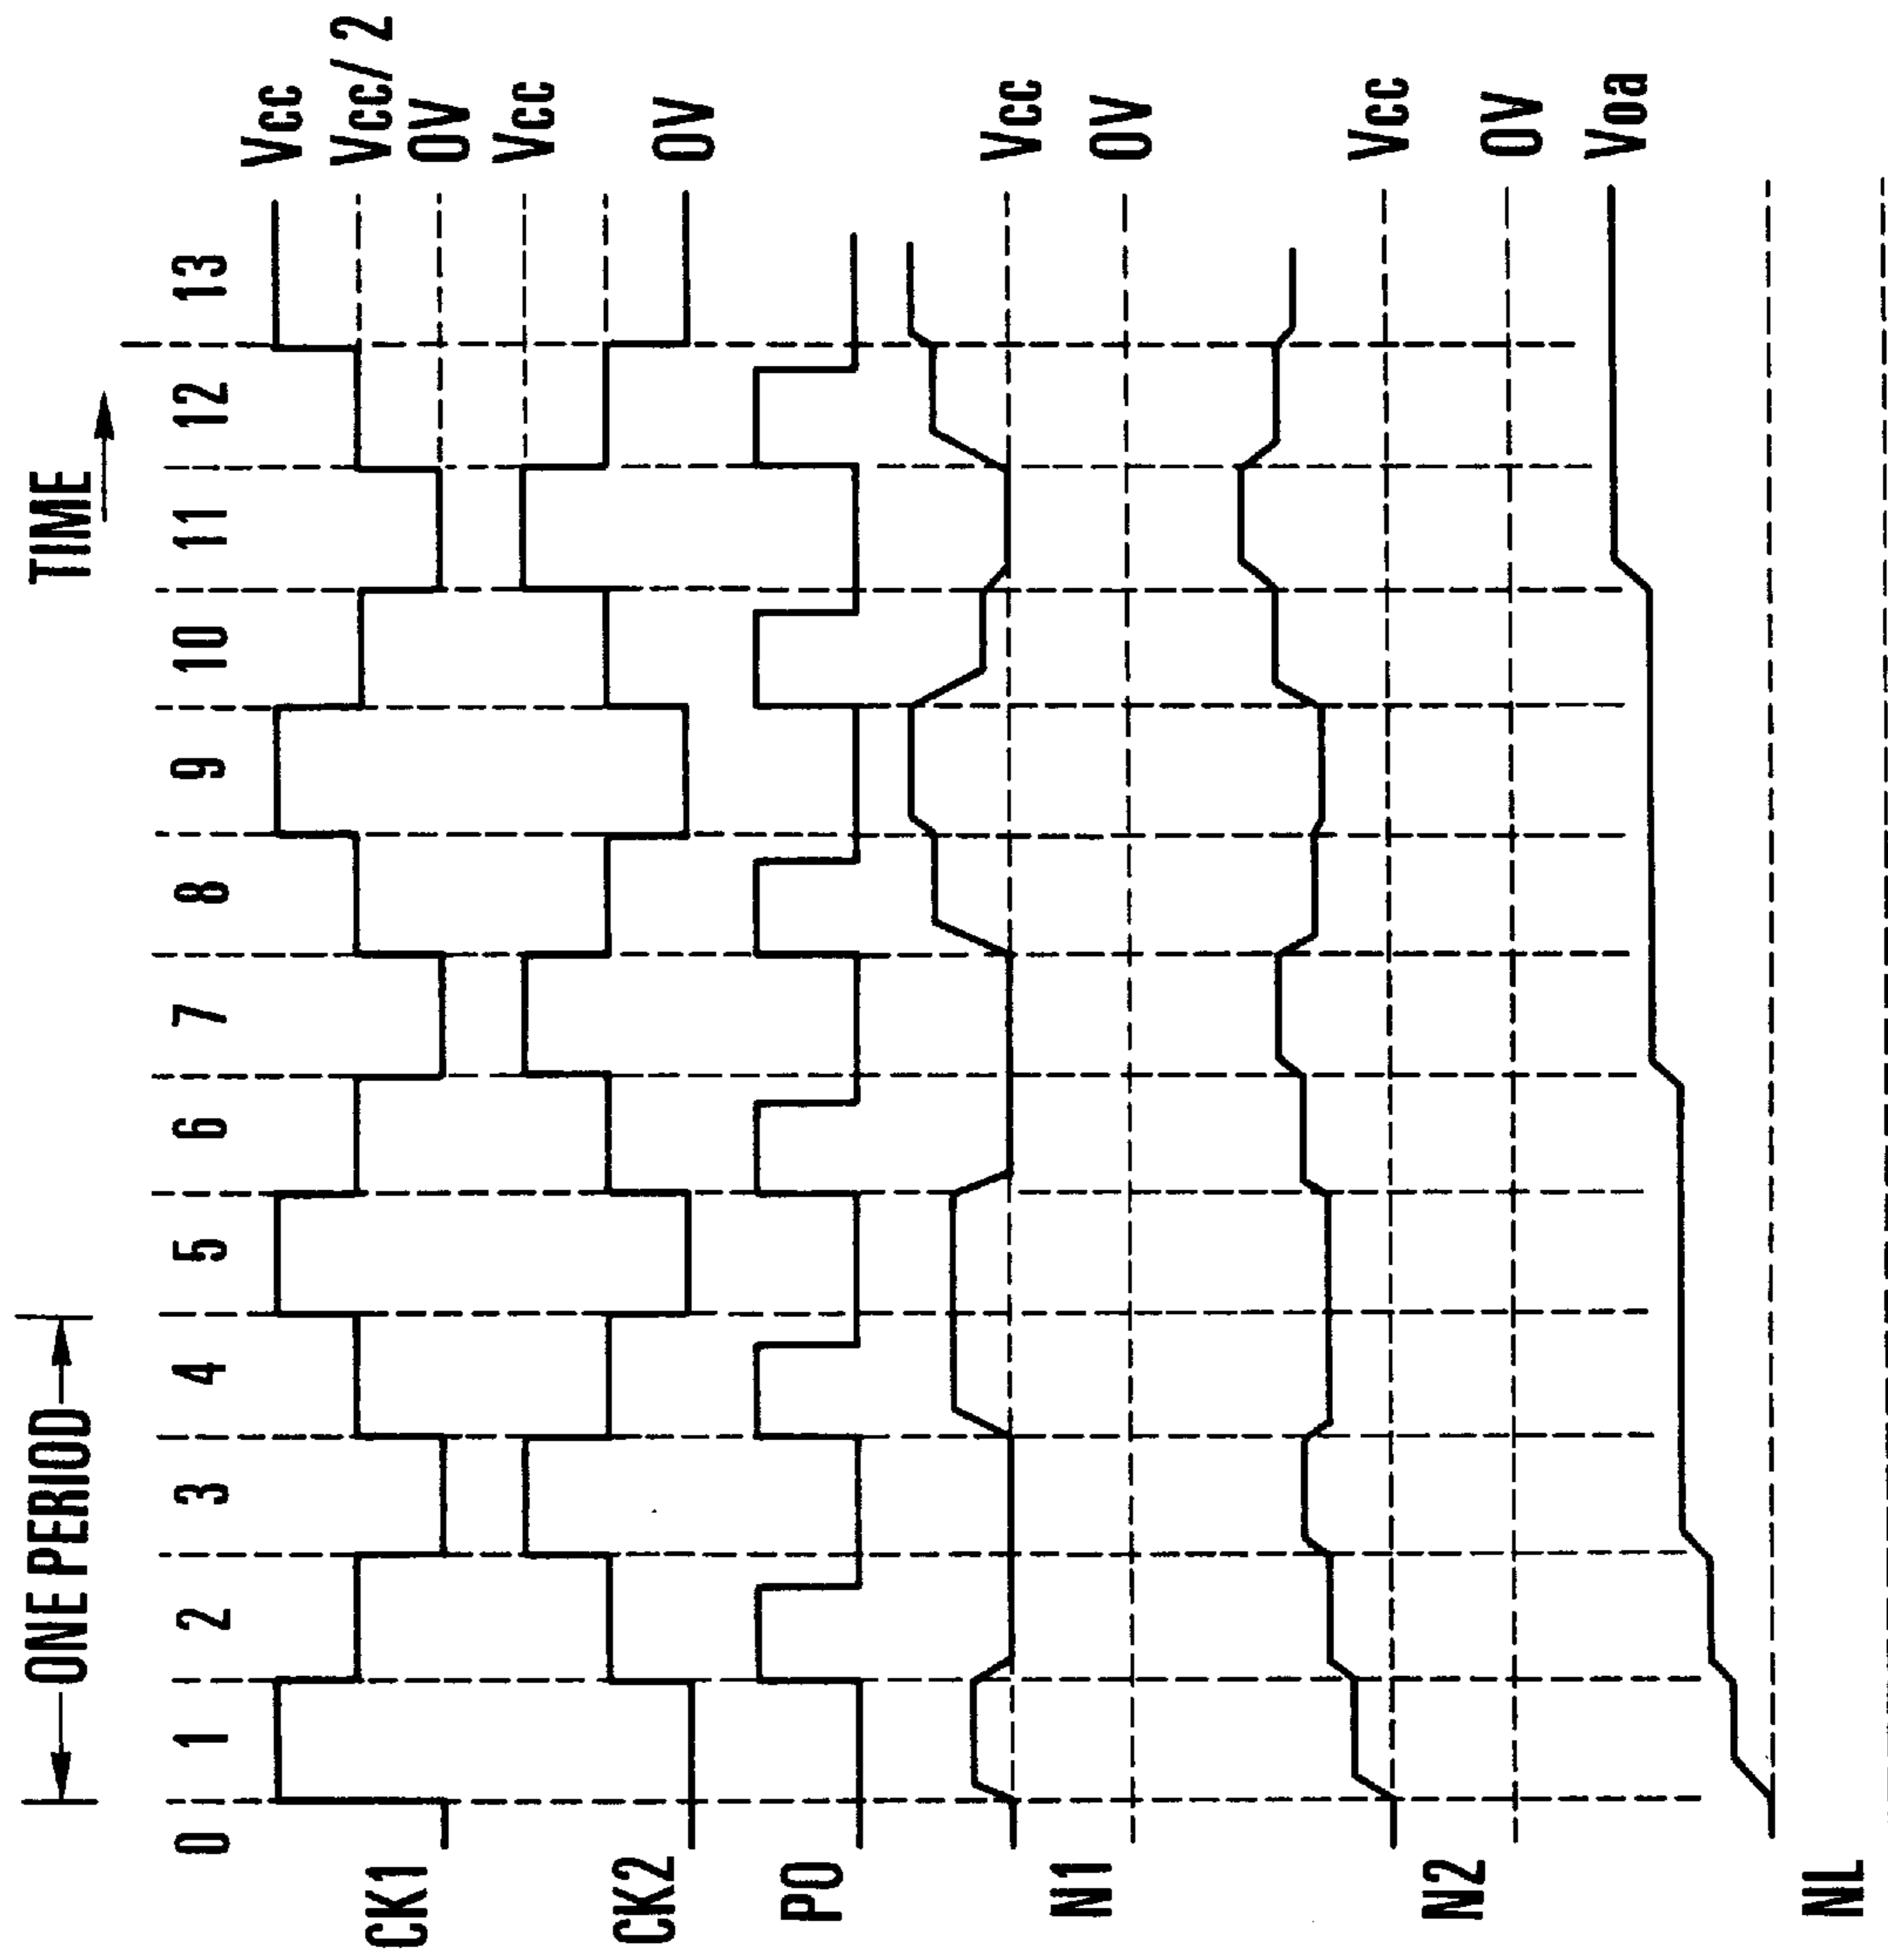 ONE PERIOD
TIME
0 1 2 3 4 5 6 7 8 9 10 11 12 13
CK1
Vcc
Vcc/2
0V
CK2
Vcc
0V
PO
N1
Vcc
0V
N2
Vcc
0V
NL
Voa